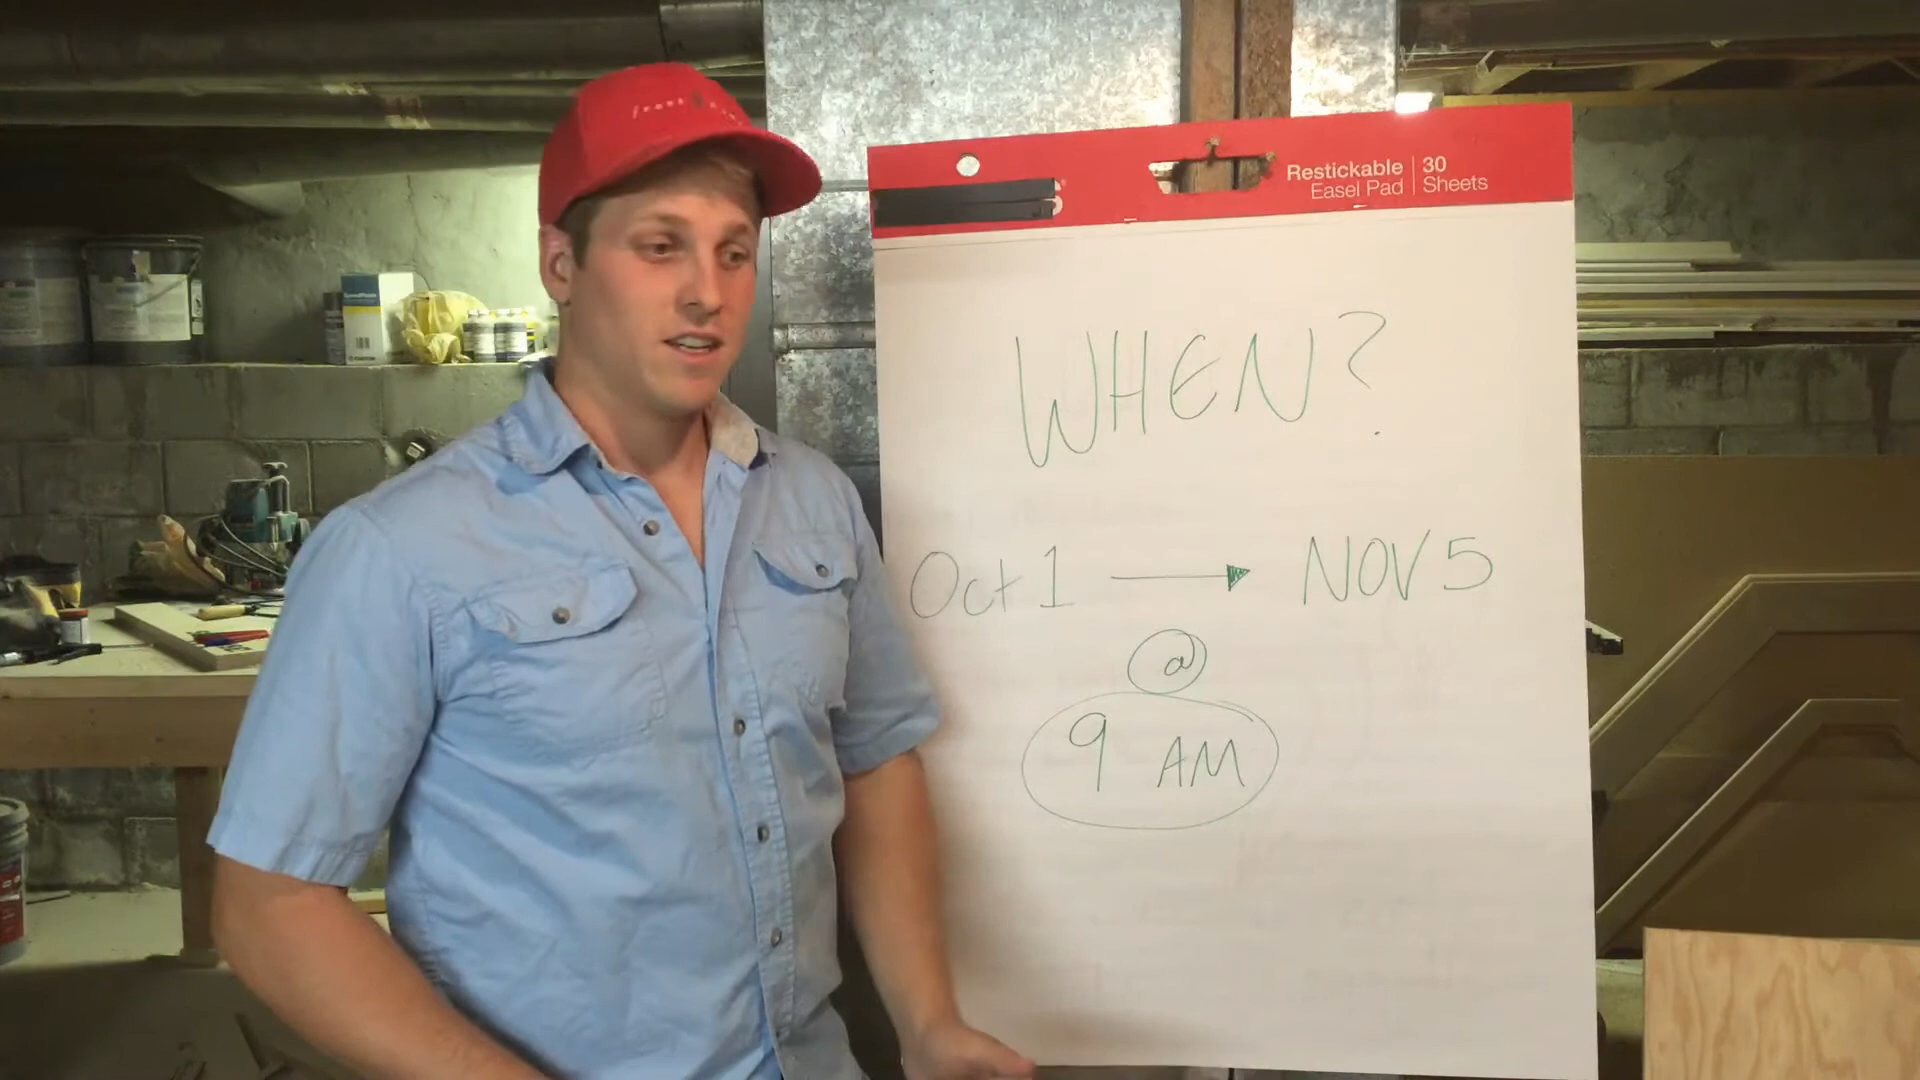 Restickable 30
Easel Pad Sheets
WHEN?
Oct 1 → NOV 5
@
9 AM